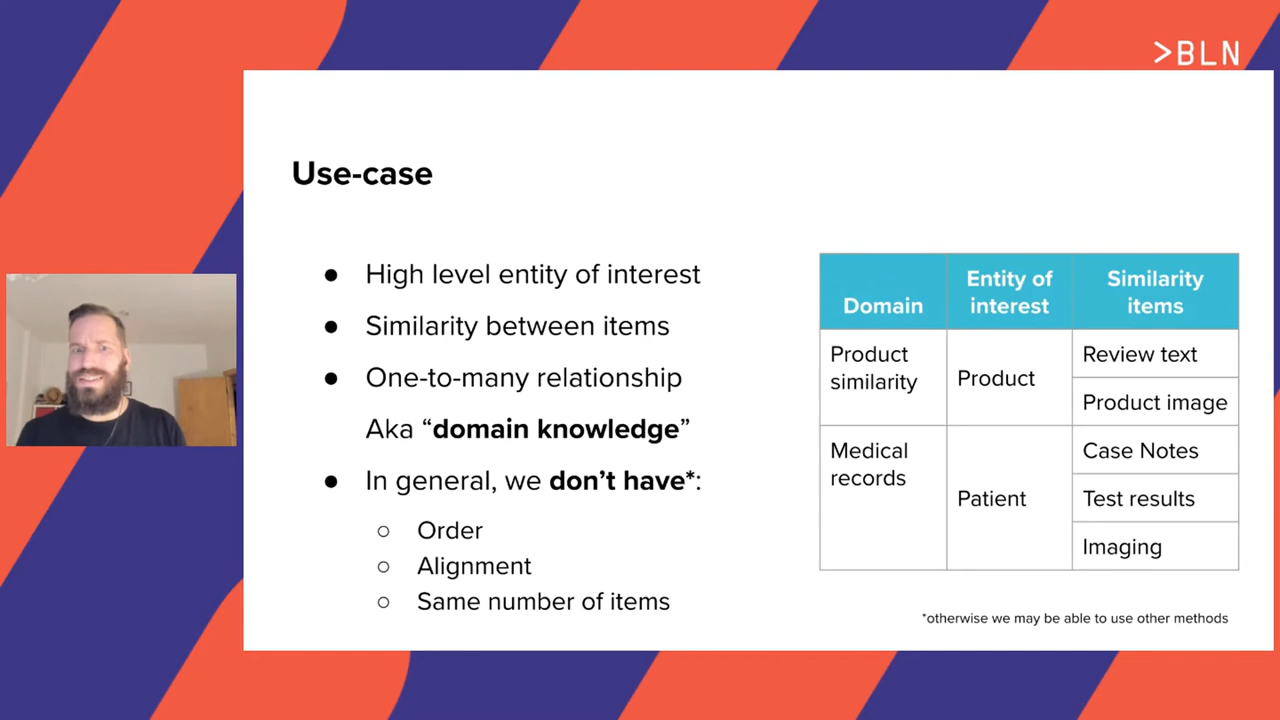 >BLN
Use-case
● High level entity of interest
● Similarity between items
● One-to-many relationship
Aka “domain knowledge”
● In general, we don’t have*:
○ Order
○ Alignment
○ Same number of items
Domain
Entity of
interest
Similarity
items
Product
similarity
Product
Review text
Product image
Medical
records
Patient
Case Notes
Test results
Imaging
*otherwise we may be able to use other methods